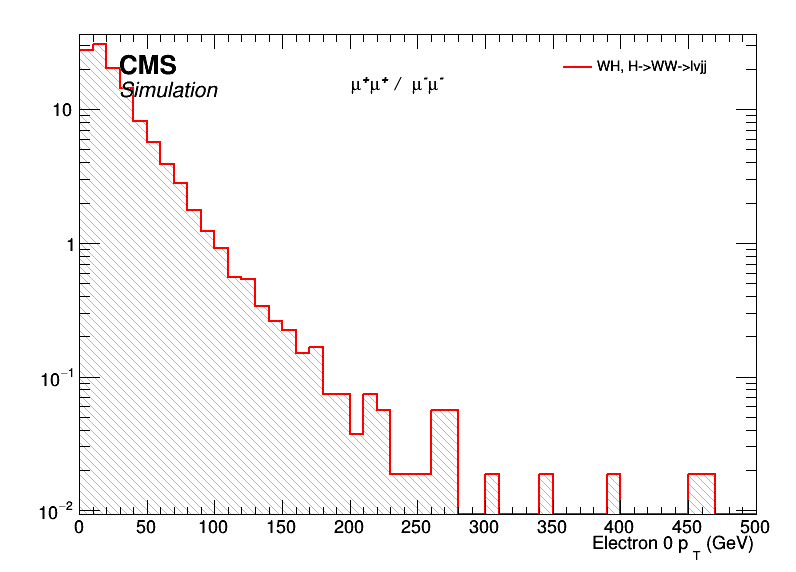 CMS
Simulation
μ⁺μ⁺ / μ⁻μ⁻
WH, H->WW->lvjj
10
1
10⁻¹
10⁻²
0 50 100 150 200 250 300 350 400 450 500
Electron 0 p_T (GeV)